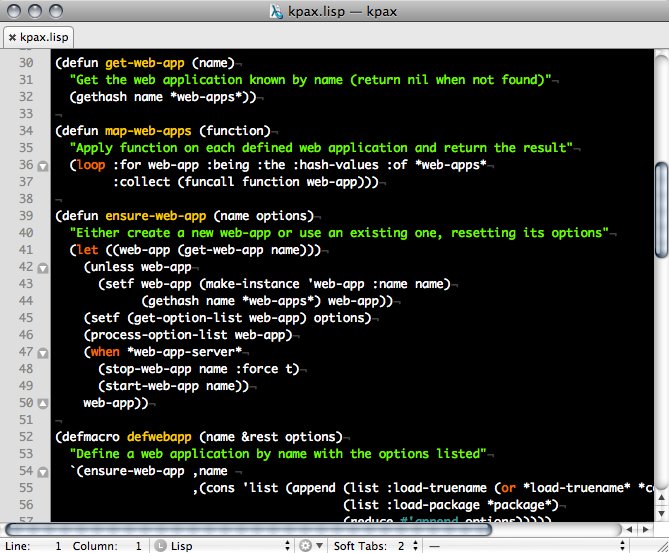 kpax.lisp — kpax
× kpax.lisp
30 (defun get-web-app (name)¬
31 "Get the web application known by name (return nil when not found)"¬
32 (gethash name *web-apps*))¬
33 ¬
34 (defun map-web-apps (function)¬
35 "Apply function on each defined web application and return the result"¬
36 (loop :for web-app :being :the :hash-values :of *web-apps*¬
37 :collect (funcall function web-app)))¬
38 ¬
39 (defun ensure-web-app (name options)¬
40 "Either create a new web-app or use an existing one, resetting its options"¬
41 (let ((web-app (get-web-app name)))¬
42 (unless web-app¬
43 (setf web-app (make-instance 'web-app :name name)¬
44 (gethash name *web-apps*) web-app))¬
45 (setf (get-option-list web-app) options)¬
46 (process-option-list web-app)¬
47 (when *web-app-server*¬
48 (stop-web-app name :force t)¬
49 (start-web-app name))¬
50 web-app))¬
51 ¬
52 (defmacro defwebapp (name &rest options)¬
53 "Define a web application by name with the options listed"¬
54 `(ensure-web-app ,name ¬
55 ,(cons 'list (append (list :load-truename (or *load-truename*
56 (list :load-package *package*)¬
57 (reduce #'append options)))))¬
Line: 1 Column: 1 L Lisp Soft Tabs: 2 —